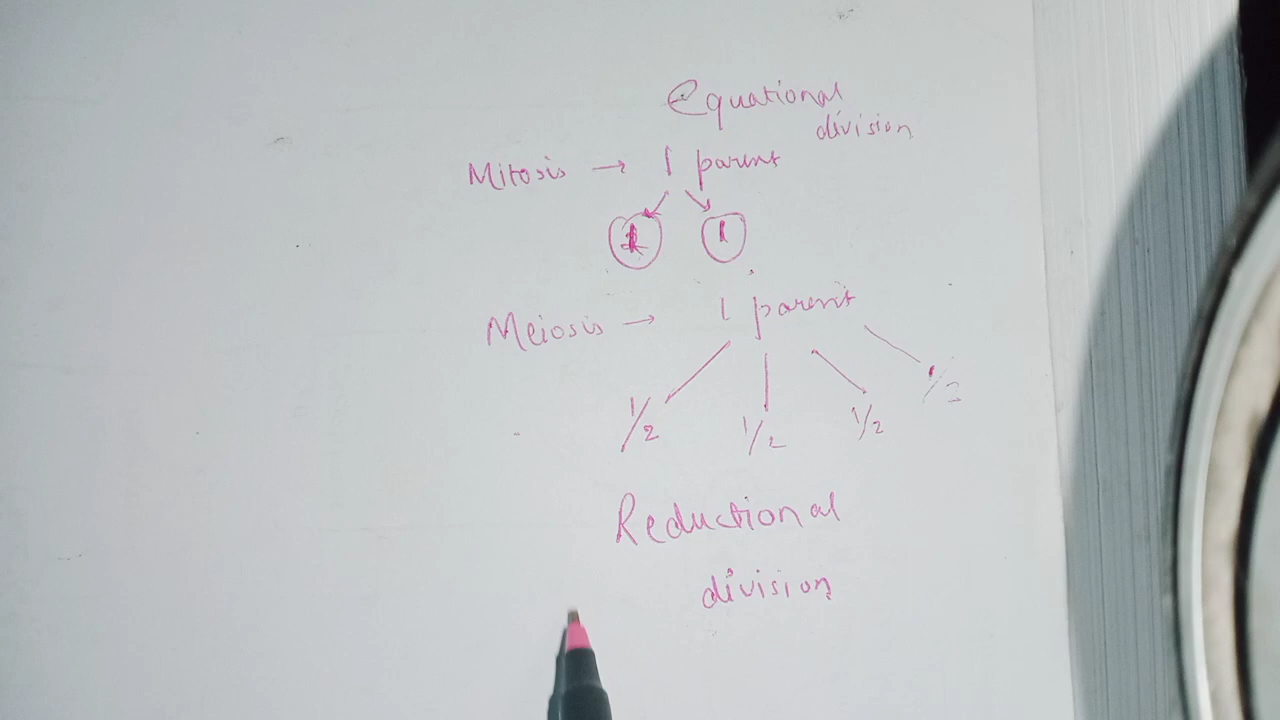 Equational
division
Mitosis → 1 parent
1 1
Meiosis → 1 parent
1/2 1/2 1/2 1/2
Reductional
division